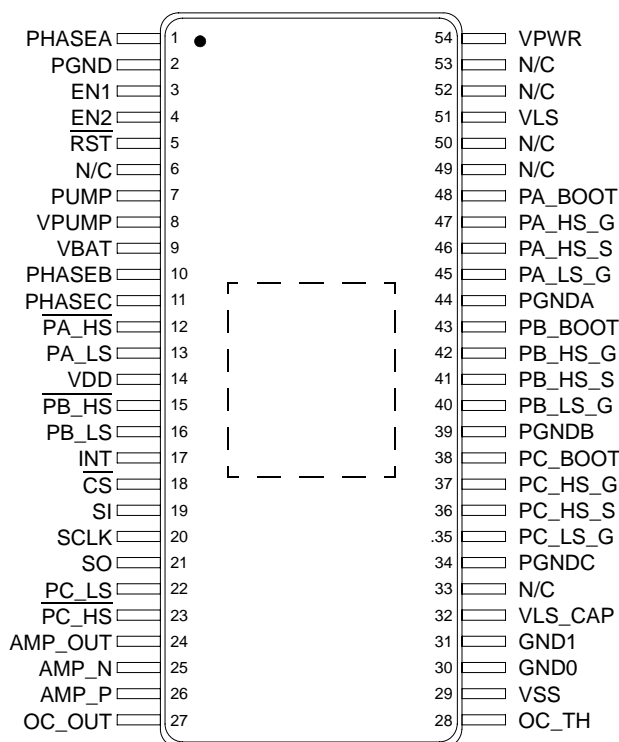 PHASEA 1 54 VPWR
PGND 2 53 N/C
EN1 3 52 N/C
EN2 4 51 VLS
RST 5 50 N/C
N/C 6 49 N/C
PUMP 7 48 PA_BOOT
VPUMP 8 47 PA_HS_G
VBAT 9 46 PA_HS_S
PHASEB 10 45 PA_LS_G
PHASEC 11 44 PGNDA
PA_HS 12 43 PB_BOOT
PA_LS 13 42 PB_HS_G
VDD 14 41 PB_HS_S
PB_HS 15 40 PB_LS_G
PB_LS 16 39 PGNDB
INT 17 38 PC_BOOT
CS 18 37 PC_HS_G
SI 19 36 PC_HS_S
SCLK 20 .35 PC_LS_G
SO 21 34 PGNDC
PC_LS 22 33 N/C
PC_HS 23 32 VLS_CAP
AMP_OUT 24 31 GND1
AMP_N 25 30 GND0
AMP_P 26 29 VSS
OC_OUT 27 28 OC_TH